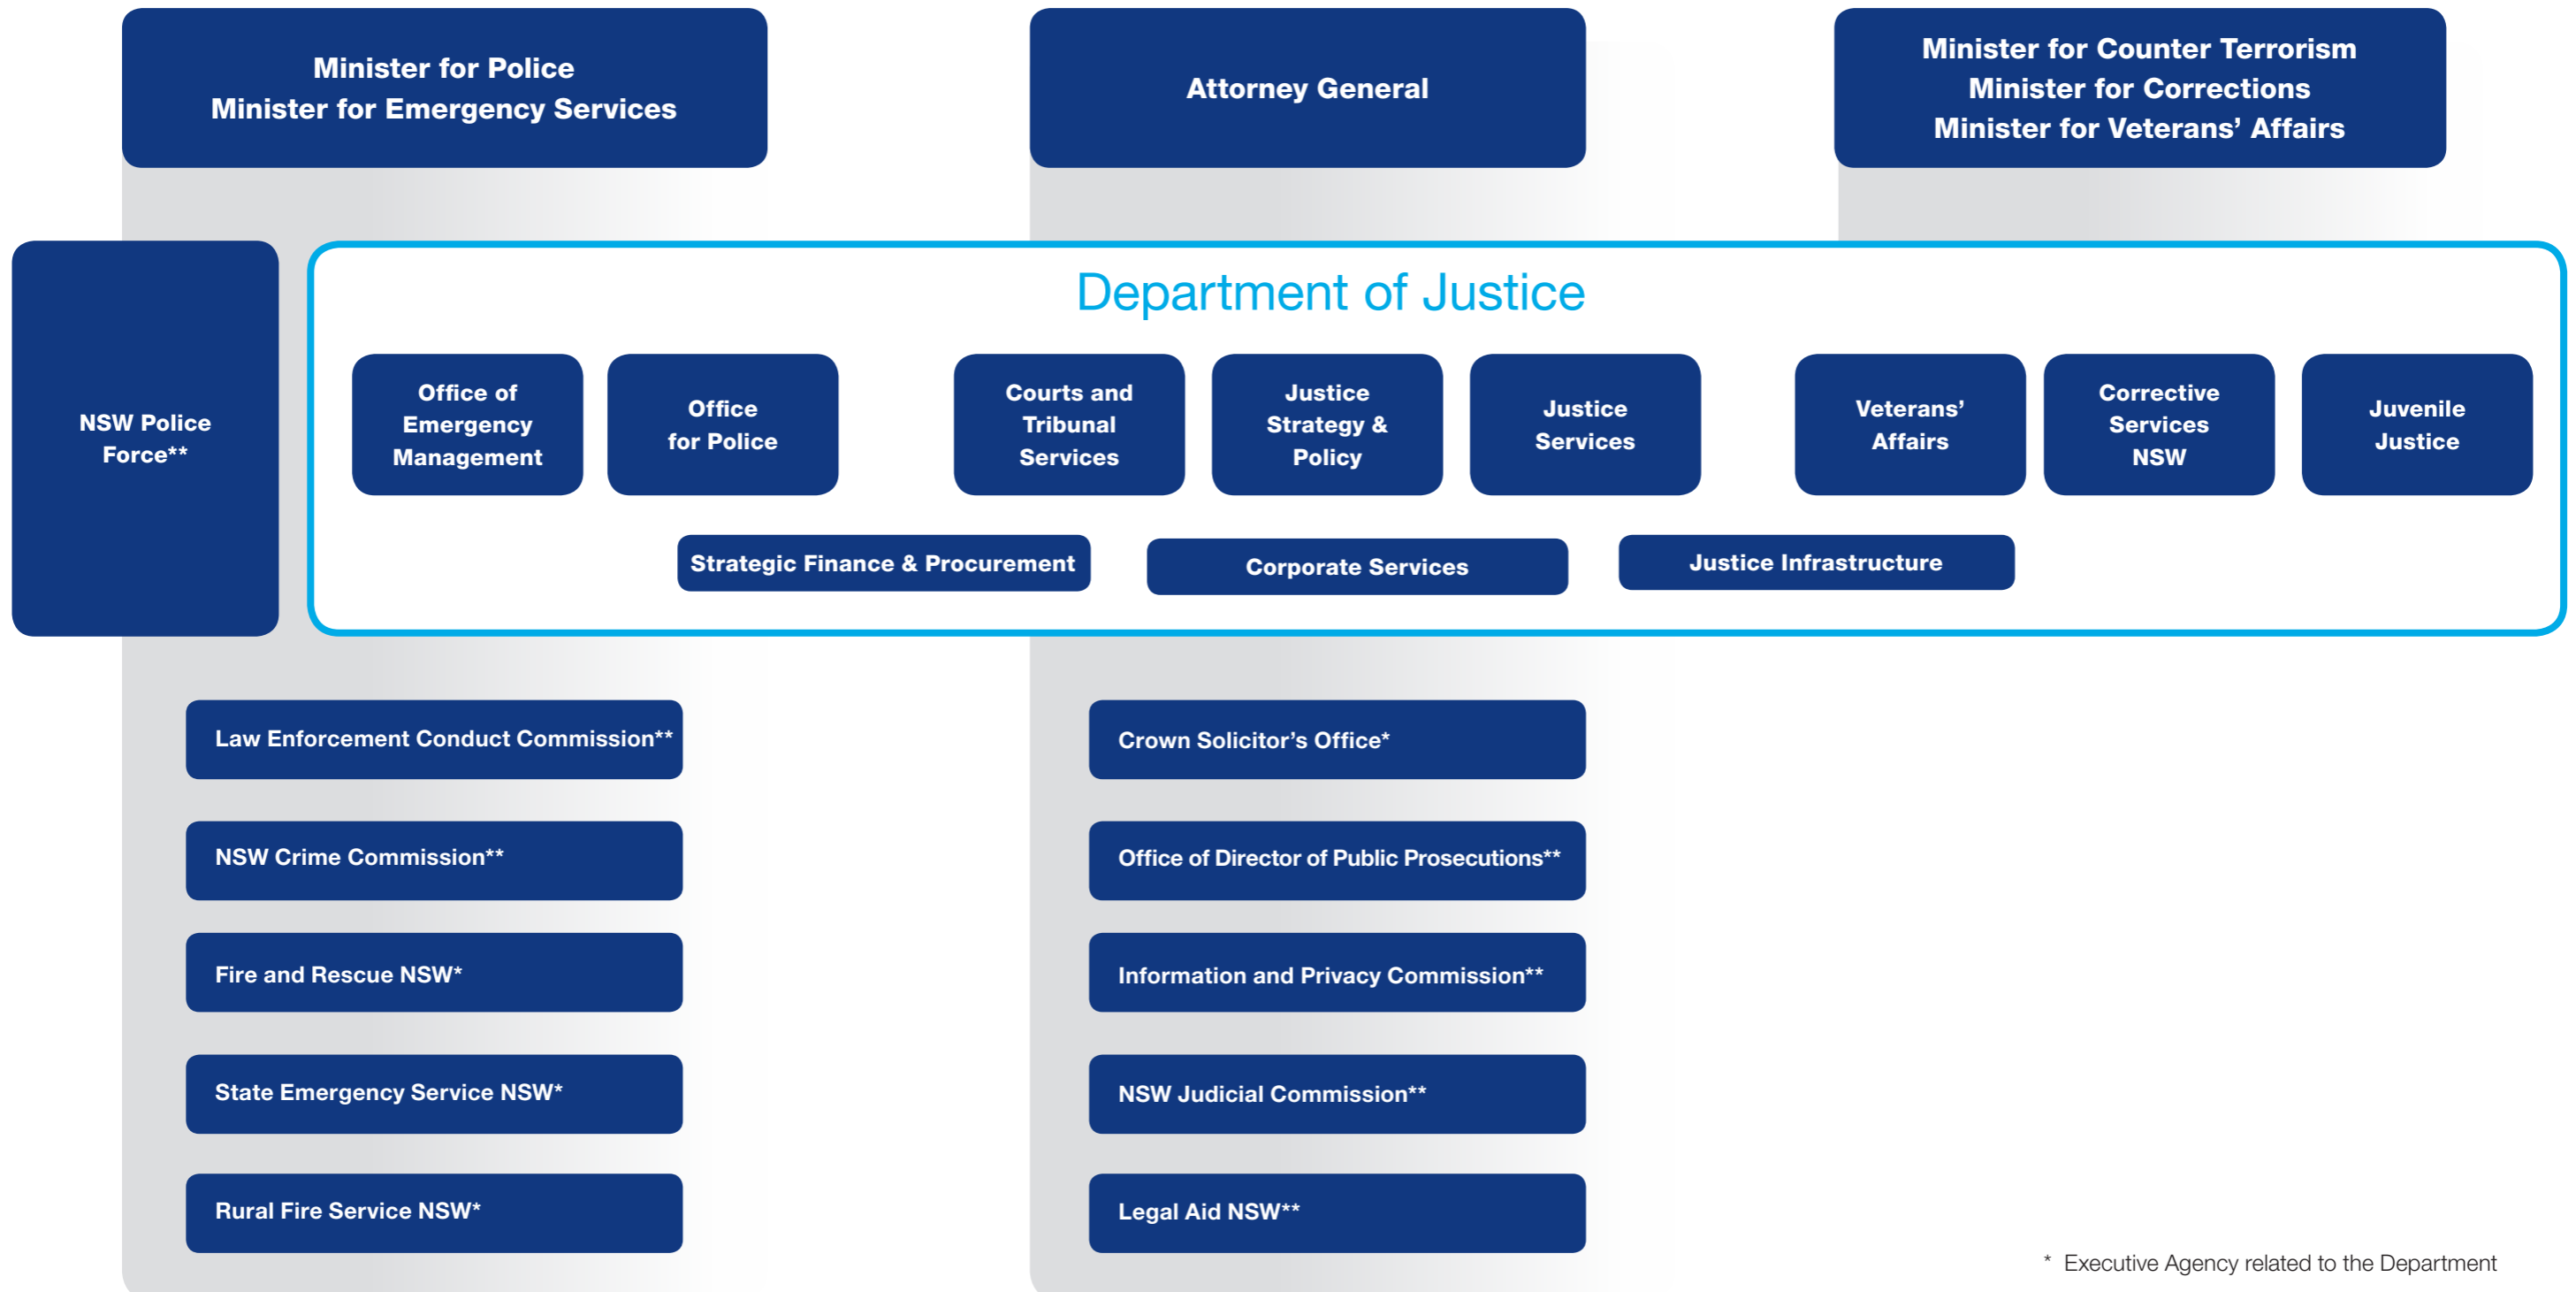 Minister for Police
Minister for Emergency Services
Attorney General
Minister for Counter Terrorism
Minister for Corrections
Minister for Veterans’ Affairs
NSW Police
Force**
Department of Justice
Office of
Emergency
Management
Office
for Police
Courts and
Tribunal
Services
Justice
Strategy &
Policy
Justice
Services
Veterans’
Affairs
Corrective
Services
NSW
Juvenile
Justice
Strategic Finance & Procurement
Corporate Services
Justice Infrastructure
Law Enforcement Conduct Commission**
NSW Crime Commission**
Fire and Rescue NSW*
State Emergency Service NSW*
Rural Fire Service NSW*
Crown Solicitor’s Office*
Office of Director of Public Prosecutions**
Information and Privacy Commission**
NSW Judicial Commission**
Legal Aid NSW**
* Executive Agency related to the Department